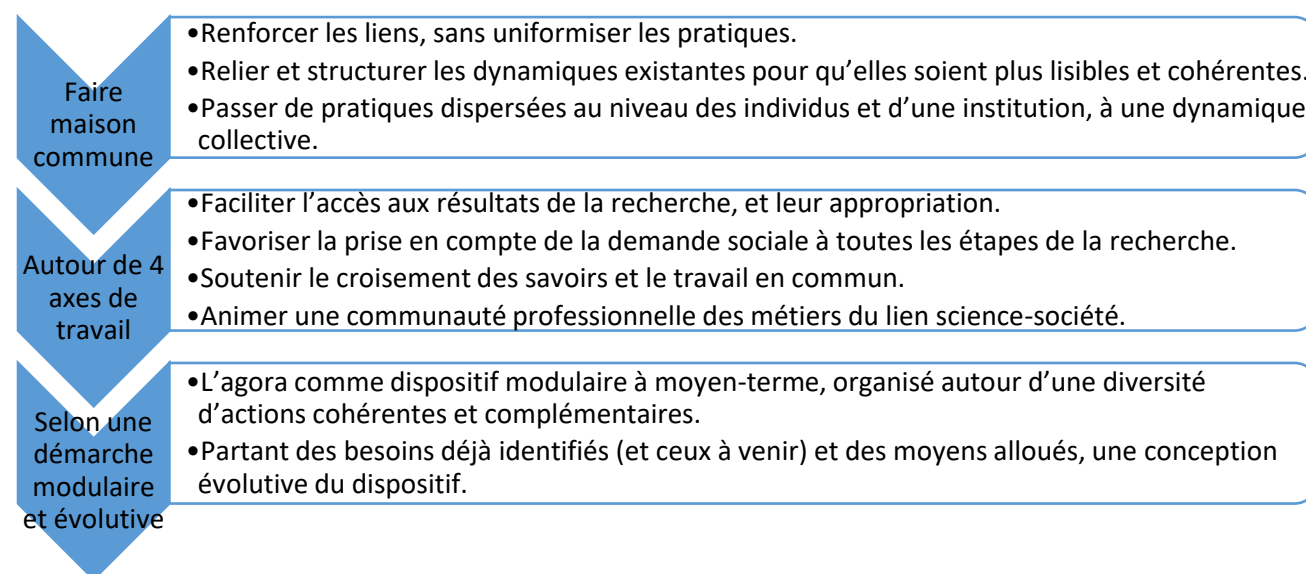 Faire
maison
commune
•Renforcer les liens, sans uniformiser les pratiques.
•Relier et structurer les dynamiques existantes pour qu’elles soient plus lisibles et cohérentes.
•Passer de pratiques dispersées au niveau des individus et d’une institution, à une dynamique
collective.
Autour de 4
axes de
travail
•Faciliter l’accès aux résultats de la recherche, et leur appropriation.
•Favoriser la prise en compte de la demande sociale à toutes les étapes de la recherche.
•Soutenir le croisement des savoirs et le travail en commun.
•Animer une communauté professionnelle des métiers du lien science-société.
Selon une
démarche
modulaire
et évolutive
•L’agora comme dispositif modulaire à moyen-terme, organisé autour d’une diversité
d’actions cohérentes et complémentaires.
•Partant des besoins déjà identifiés (et ceux à venir) et des moyens alloués, une conception
évolutive du dispositif.